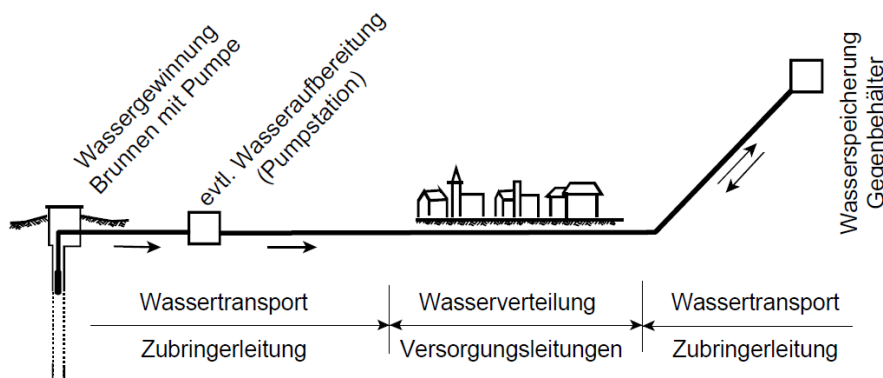 Wassergewinnung
Brunnen mit Pumpe
evtl. Wasseraufbereitung
(Pumpstation)
Wasserspeicherung
Gegenbehälter
Wassertransport
Wasserverteilung
Wassertransport
Zubringerleitung
Versorgungsleitungen
Zubringerleitung